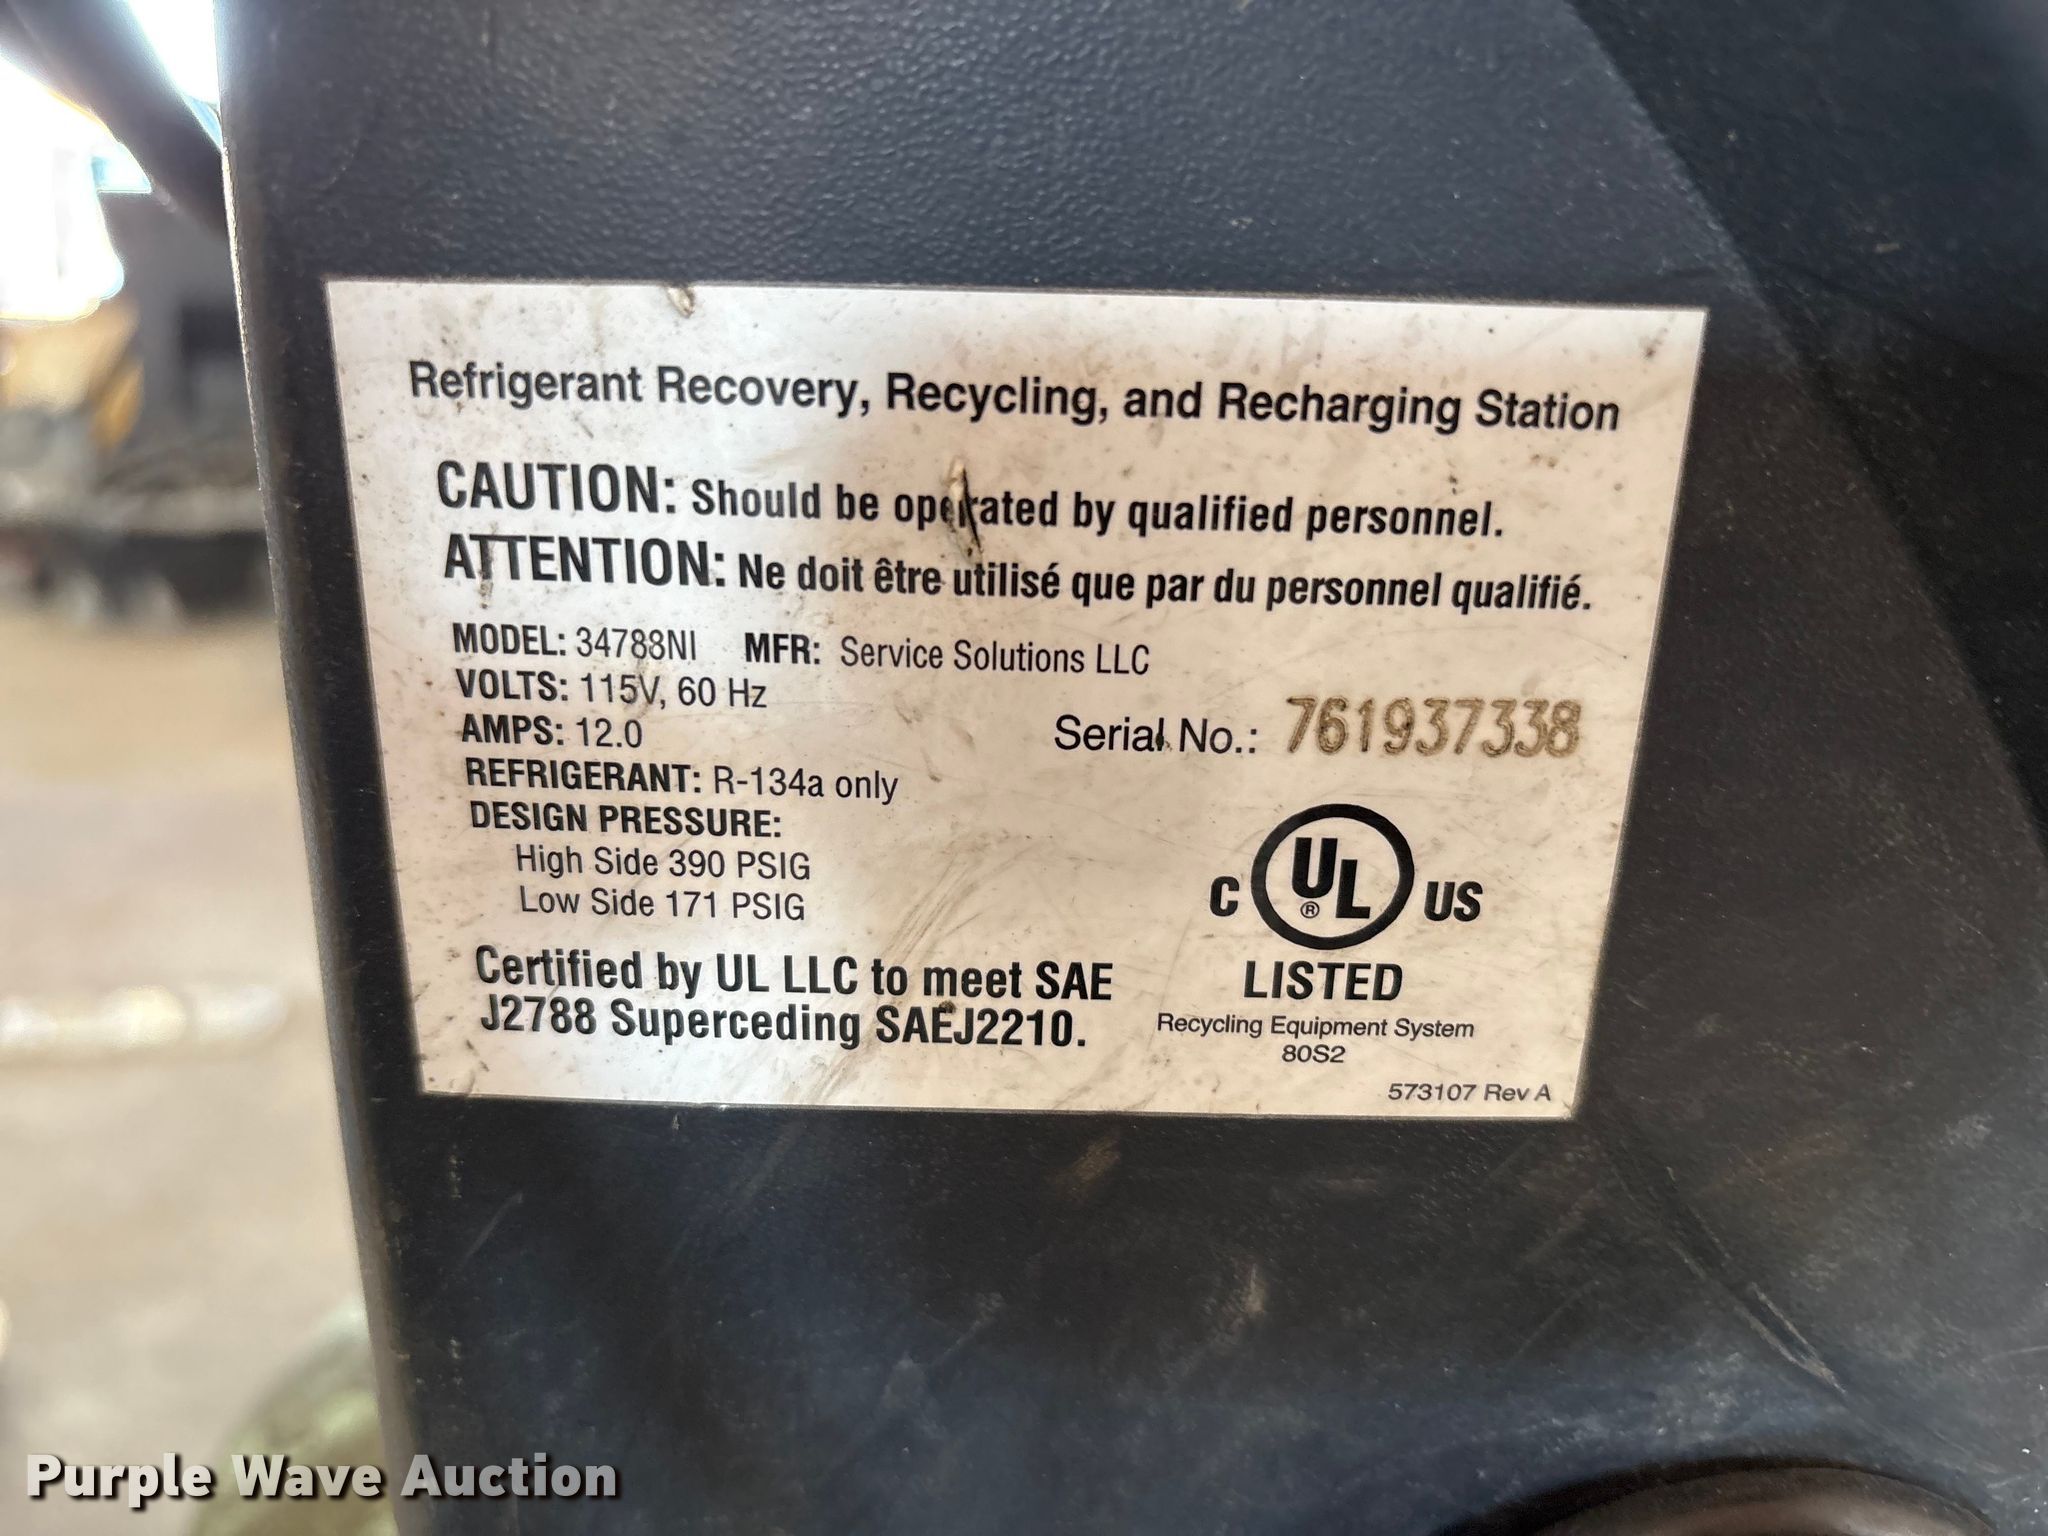 Refrigerant Recovery, Recycling, and Recharging Station
CAUTION: Should be operated by qualified personnel.
ATTENTION: Ne doit être utilisé que par du personnel qualifié.
MODEL: 34788NI MFR: Service Solutions LLC
VOLTS: 115V, 60 Hz
AMPS: 12.0
Serial No.: 761937338
REFRIGERANT: R-134a only
DESIGN PRESSURE:
High Side 390 PSIG
Low Side 171 PSIG
C UL® US
LISTED
Recycling Equipment System
80S2
Certified by UL LLC to meet SAE
J2788 Superceding SAEJ2210.
573107 Rev A
Purple Wave Auction